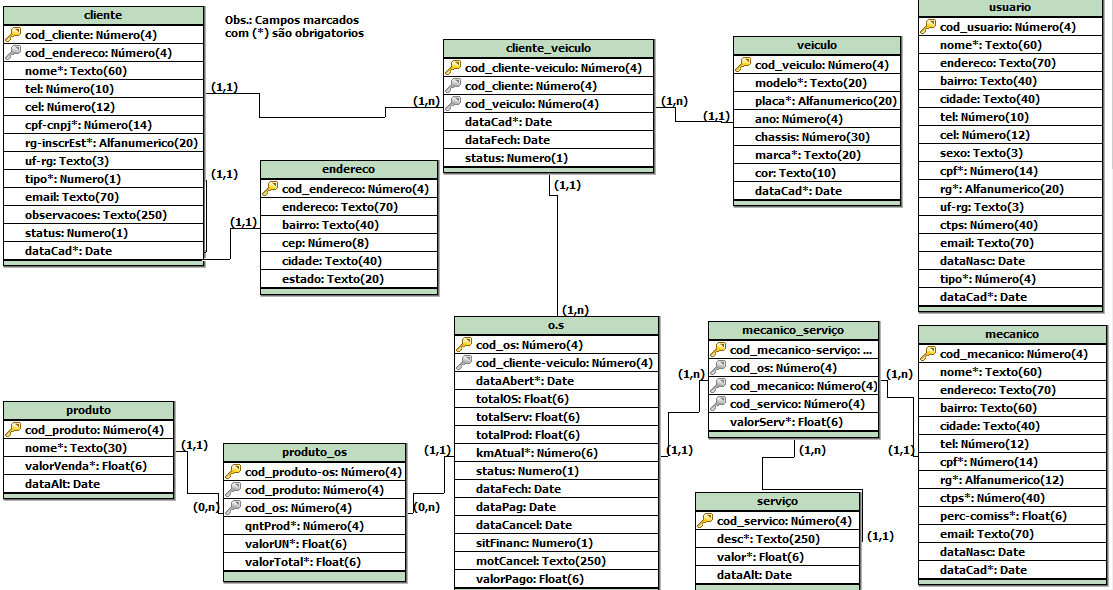 cliente
cod_cliente: Número(4)
cod_endereco: Número(4)
nome*: Texto(60)
tel: Número(10)
cel: Número(12)
cpf-cnpj*: Número(14)
rg-inscrEst*: Alfanumerico(20)
uf-rg: Texto(3)
tipo*: Numero(1)
email: Texto(70)
observacoes: Texto(250)
status: Numero(1)
dataCad*: Date
Obs.: Campos marcados
com (*) são obrigatorios
(1,1)
(1,n)
(1,1)
(1,1)
endereco
cod_endereco: Número(4)
endereco: Texto(70)
bairro: Texto(40)
cep: Número(8)
cidade: Texto(40)
estado: Texto(20)
cliente_veiculo
cod_cliente-veiculo: Número(4)
cod_cliente: Número(4)
cod_veiculo: Número(4)
dataCad*: Date
dataFech: Date
status: Numero(1)
(1,n)
(1,1)
(1,1)
(1,n)
veiculo
cod_veiculo: Número(4)
modelo*: Texto(20)
placa*: Alfanumerico(20)
ano: Número(4)
chassis: Número(30)
marca*: Texto(20)
cor: Texto(10)
dataCad*: Date
usuario
cod_usuario: Número(4)
nome*: Texto(60)
endereco: Texto(70)
bairro: Texto(40)
cidade: Texto(40)
tel: Número(10)
cel: Número(12)
sexo: Texto(3)
cpf*: Número(14)
rg*: Alfanumerico(20)
uf-rg: Texto(3)
ctps: Número(40)
email: Texto(70)
dataNasc: Date
tipo*: Número(4)
dataCad*: Date
produto
cod_produto: Número(4)
nome*: Texto(30)
valorVenda*: Float(6)
dataAlt: Date
(1,1)
(0,n)
produto_os
cod_produto-os: Número(4)
cod_produto: Número(4)
cod_os: Número(4)
qntProd*: Número(4)
valorUN*: Float(6)
valorTotal*: Float(6)
(1,1)
(0,n)
o.s
cod_os: Número(4)
cod_cliente-veiculo: Número(4)
dataAbert*: Date
totalOS: Float(6)
totalServ: Float(6)
totalProd: Float(6)
kmAtual*: Número(6)
status: Numero(1)
dataFech: Date
dataPag: Date
dataCancel: Date
sitFinanc: Numero(1)
motCancel: Texto(250)
valorPago: Float(6)
(1,n)
(1,1)
mecanico_serviço
cod_mecanico-serviço: ...
cod_os: Número(4)
cod_mecanico: Número(4)
cod_servico: Número(4)
valorServ*: Float(6)
(1,n)
(1,1)
(1,n)
(1,1)
serviço
cod_servico: Número(4)
desc*: Texto(250)
valor*: Float(6)
dataAlt: Date
mecanico
cod_mecanico: Número(4)
nome*: Texto(60)
endereco: Texto(70)
bairro: Texto(60)
cidade: Texto(40)
tel: Número(12)
cpf*: Número(14)
rg*: Alfanumerico(12)
ctps*: Número(40)
perc-comiss*: Float(6)
email: Texto(70)
dataNasc: Date
dataCad*: Date